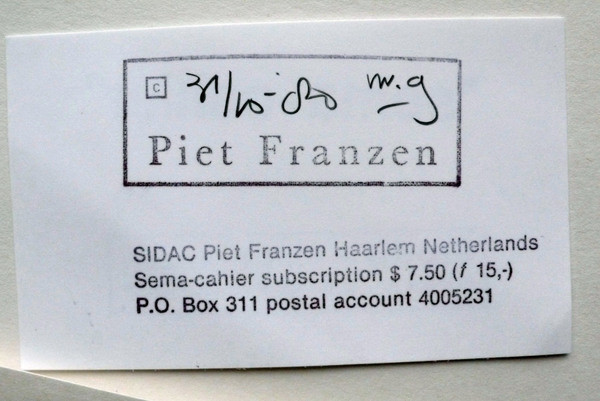 C 31/10-'80 m.g
Piet Franzen
SIDAC Piet Franzen Haarlem Netherlands
Sema-cahier subscription $ 7.50 (f 15,-)
P.O. Box 311 postal account 4005231